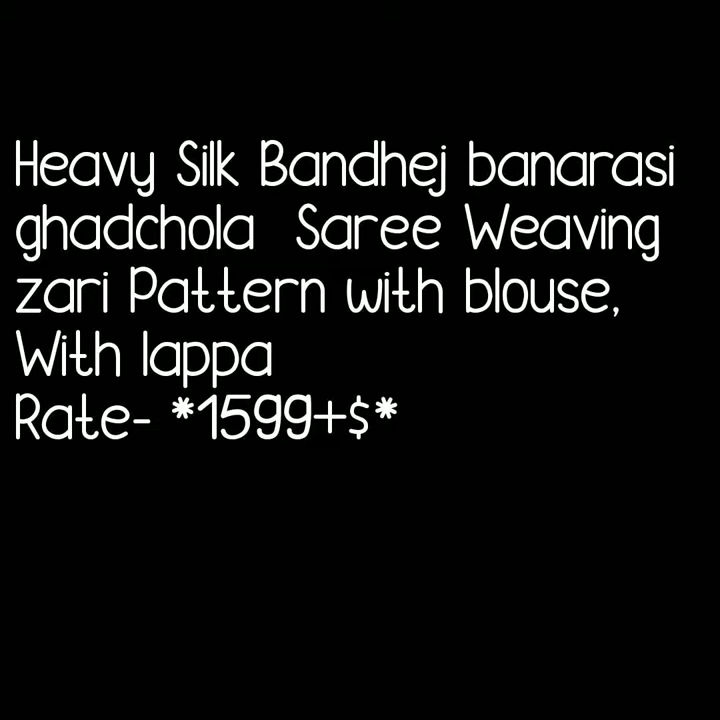 Heavy Silk Bandhej banarasi
ghadchola  Saree Weaving
zari Pattern with blouse,
With lappa
Rate- *1599+$*